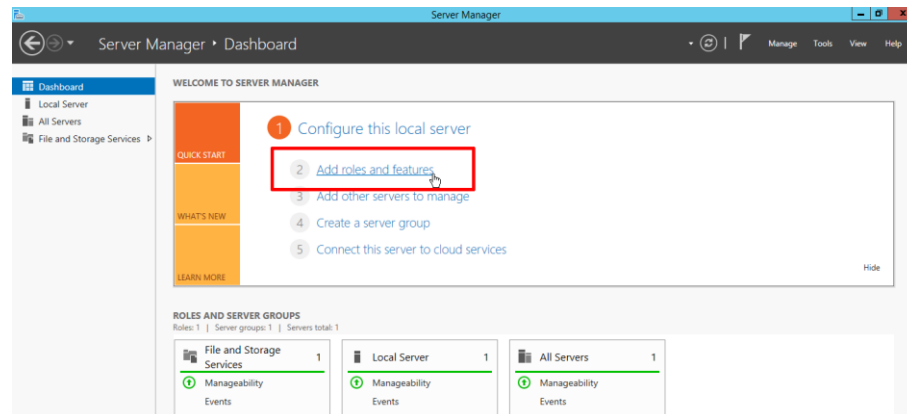 Server Manager
Server Manager • Dashboard
Manage Tools View Help
Dashboard
Local Server
All Servers
File and Storage Services
WELCOME TO SERVER MANAGER
QUICK START
WHAT'S NEW
LEARN MORE
1 Configure this local server
2 Add roles and features
3 Add other servers to manage
4 Create a server group
5 Connect this server to cloud services
Hide
ROLES AND SERVER GROUPS
Roles: 1 | Server groups: 1 | Servers total: 1
File and Storage
Services 1
Manageability
Events
Local Server 1
Manageability
Events
All Servers 1
Manageability
Events